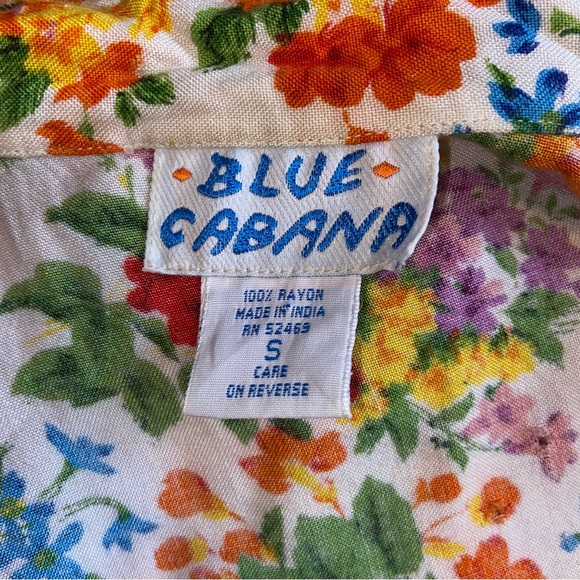 BLUE
CABANA
100% RAYON
MADE IN INDIA
RN 52469
S
CARE
ON REVERSE